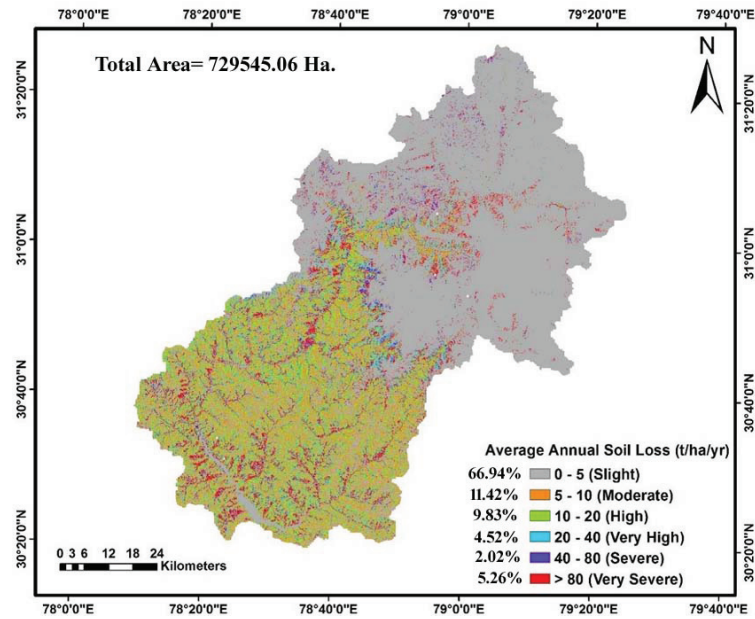 78°0'0"E 78°20'0"E 78°40'0"E 79°0'0"E 79°20'0"E 79°40'0"E
Total Area= 729545.06 Ha.
N
31°20'0"N 31°20'0"N
31°0'0"N 31°0'0"N
30°40'0"N 30°40'0"N
Average Annual Soil Loss (t/ha/yr)
66.94% 0 - 5 (Slight)
11.42% 5 - 10 (Moderate)
9.83% 10 - 20 (High)
4.52% 20 - 40 (Very High)
2.02% 40 - 80 (Severe)
5.26% > 80 (Very Severe)
30°20'0"N 30°20'0"N
0 3 6 12 18 24
Kilometers
78°0'0"E 78°20'0"E 78°40'0"E 79°0'0"E 79°20'0"E 79°40'0"E